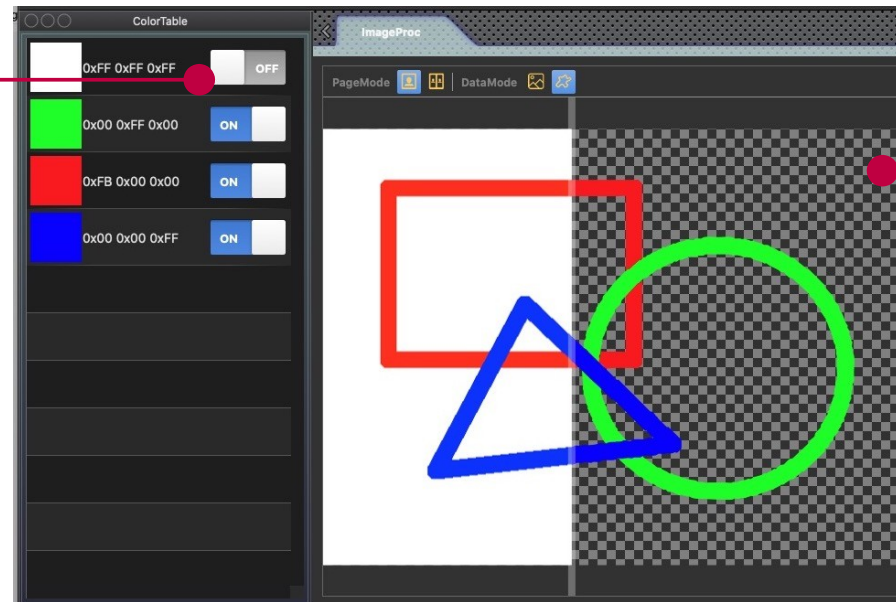 ColorTable
0xFF 0xFF 0xFF OFF
0x00 0xFF 0x00 ON
0xFB 0x00 0x00 ON
0x00 0x00 0xFF ON
ImageProc
PageMode DataMode